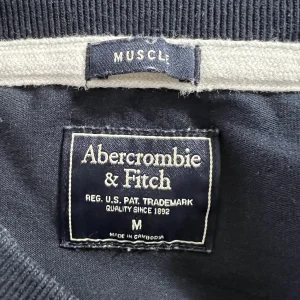 MUSCLE
Abercrombie
& Fitch
REG. U.S. PAT. TRADEMARK
QUALITY SINCE 1892
M
MADE IN CAMBODIA